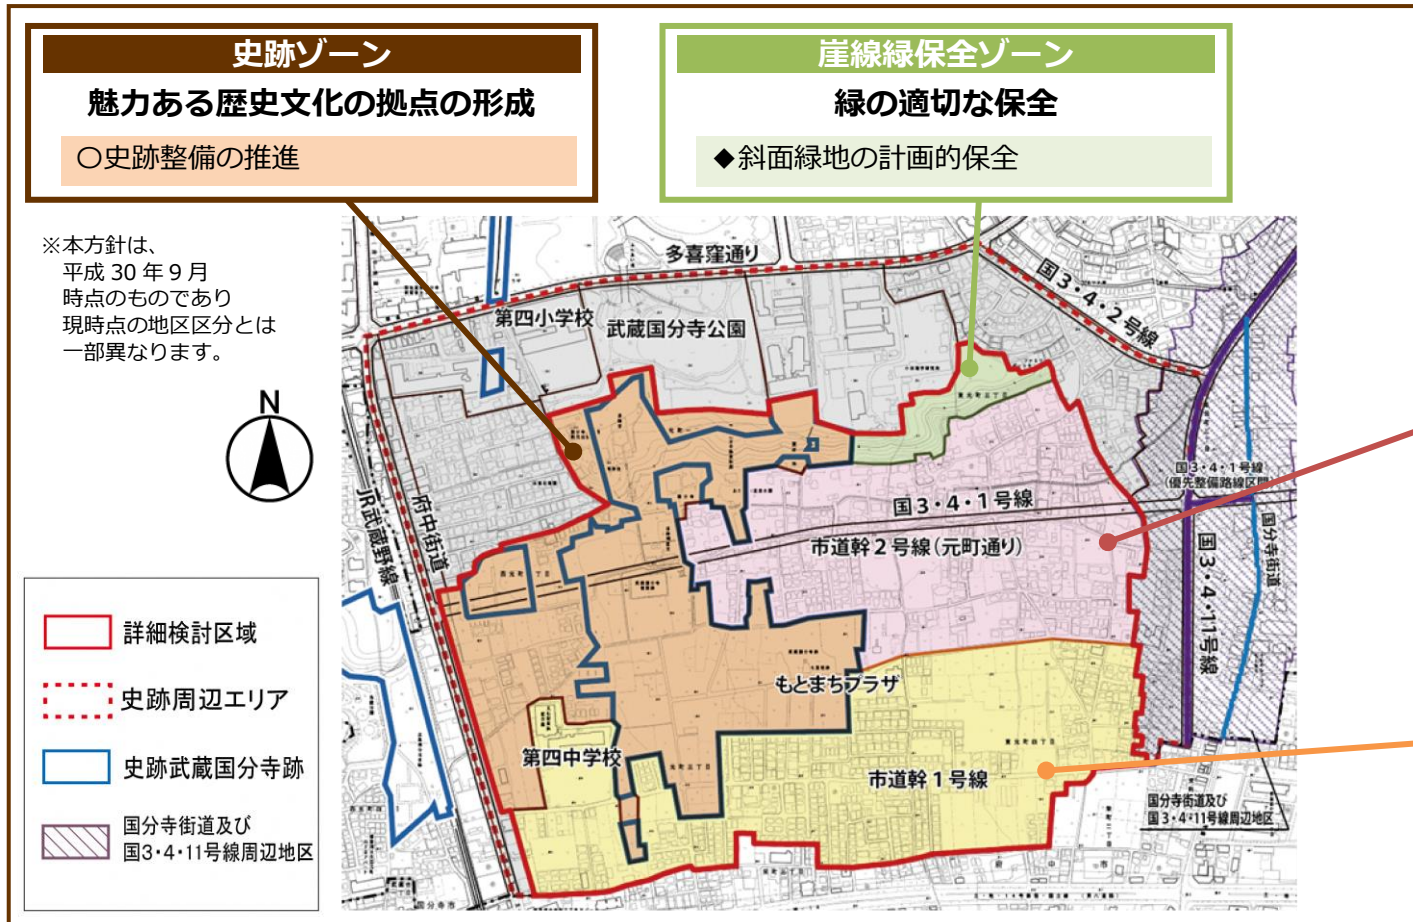 史跡ゾーン
魅力ある歴史文化の拠点の形成
〇史跡整備の推進
崖線緑保全ゾーン
緑の適切な保全
◆斜面緑地の計画的保全
※本方針は、
平成 30 年 9 月
時点のものであり
現時点の地区区分とは
一部異なります。
N
多喜窪通り
第四小学校
武蔵国分寺公園
国3・4・2号線
国3・4・1号線
(優先整備路線区間)
国3・4・1号線
市道幹2号線(元町通り)
府中街道
JR武蔵野線
国分寺街道
国3・4・11号線
もとまちプラザ
第四中学校
市道幹1号線
国分寺街道及び
国3・4・11号線周辺地区
詳細検討区域
史跡周辺エリア
史跡武蔵国分寺跡
国分寺街道及び
国3・4・11号線周辺地区